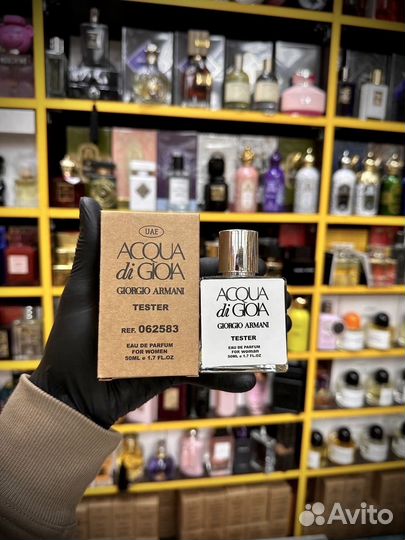 UAE
ACQUA
di GIOIA
GIORGIO ARMANI
TESTER
REF. 062583
EAU DE PARFUM
FOR WOMEN
50ML e 1.7 FL.OZ
ACQUA
di GIOIA
GIORGIO ARMANI
TESTER
EAU DE PARFUM
FOR WOMEN
50ML e 1.7 FL.OZ
Avito